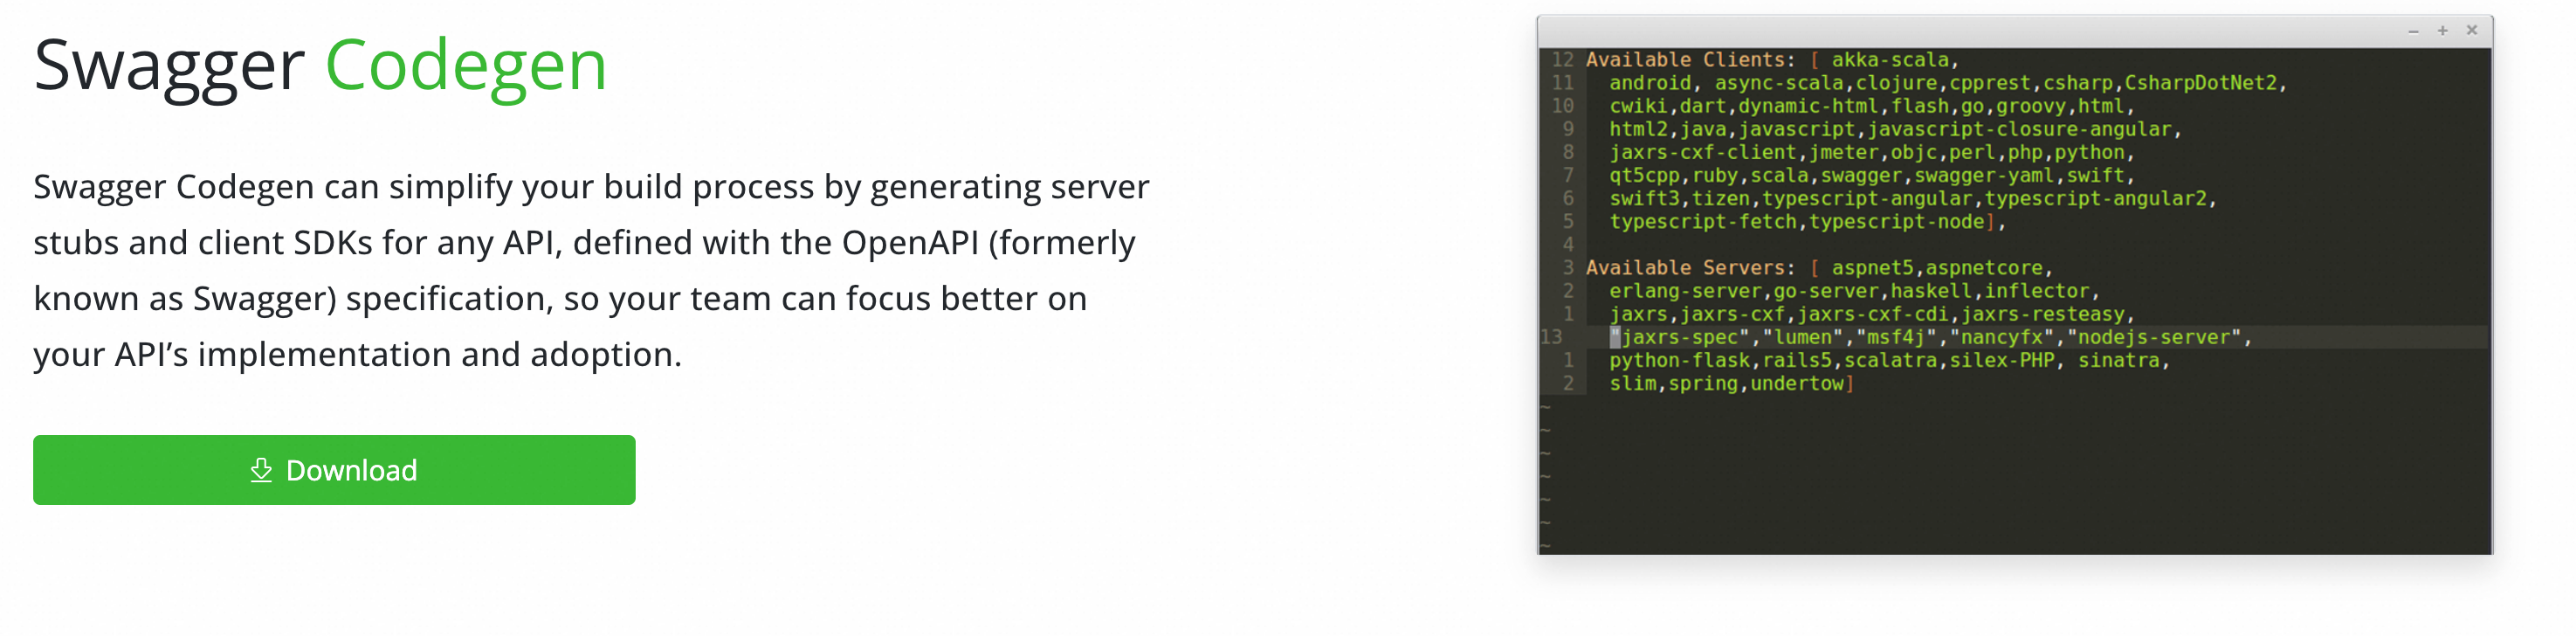 Swagger Codegen
Swagger Codegen can simplify your build process by generating server
stubs and client SDKs for any API, defined with the OpenAPI (formerly
known as Swagger) specification, so your team can focus better on
your API’s implementation and adoption.
Download
12 Available Clients: [ akka-scala,
11 android, async-scala,clojure,cpprest,csharp,CsharpDotNet2,
10 cwiki,dart,dynamic-html,flash,go,groovy,html,
9 html2,java,javascript,javascript-closure-angular,
8 jaxrs-cxf-client,jmeter,objc,perl,php,python,
7 qt5cpp,ruby,scala,swagger,swagger-yaml,swift,
6 swift3,tizen,typescript-angular,typescript-angular2,
5 typescript-fetch,typescript-node],
4
3 Available Servers: [ aspnet5,aspnetcore,
2 erlang-server,go-server,haskell,inflector,
1 jaxrs,jaxrs-cxf,jaxrs-cxf-cdi,jaxrs-resteasy,
13 "jaxrs-spec","lumen","msf4j","nancyfx","nodejs-server",
1 python-flask,rails5,scalatra,silex-PHP, sinatra,
2 slim,spring,undertow]
~
~
~
~
~
~
~